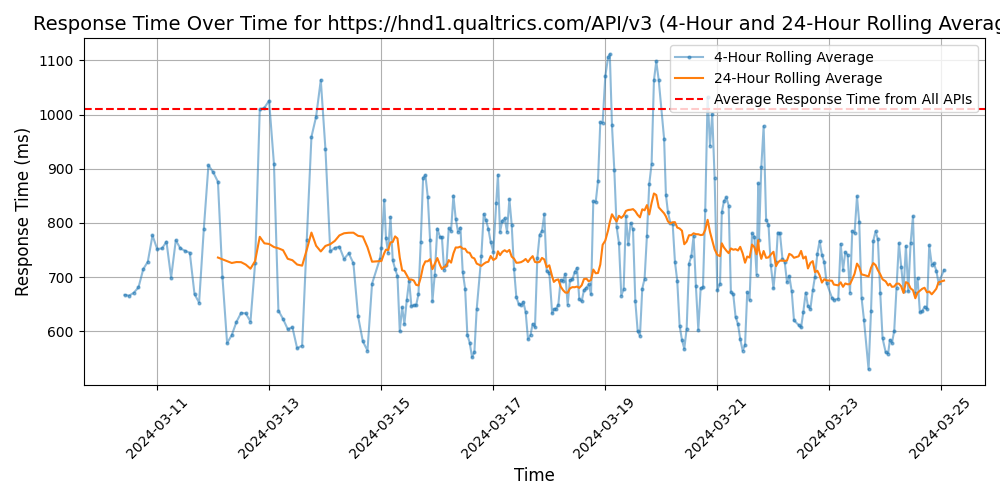 Response Time Over Time for https://hnd1.qualtrics.com/API/v3 (4-Hour and 24-Hour Rolling Averag
4-Hour Rolling Average
24-Hour Rolling Average
Average Response Time from All APIs
Response Time (ms)
1100
1000
900
800
700
600
2024-03-11
2024-03-13
2024-03-15
2024-03-17
2024-03-19
2024-03-21
2024-03-23
2024-03-25
Time